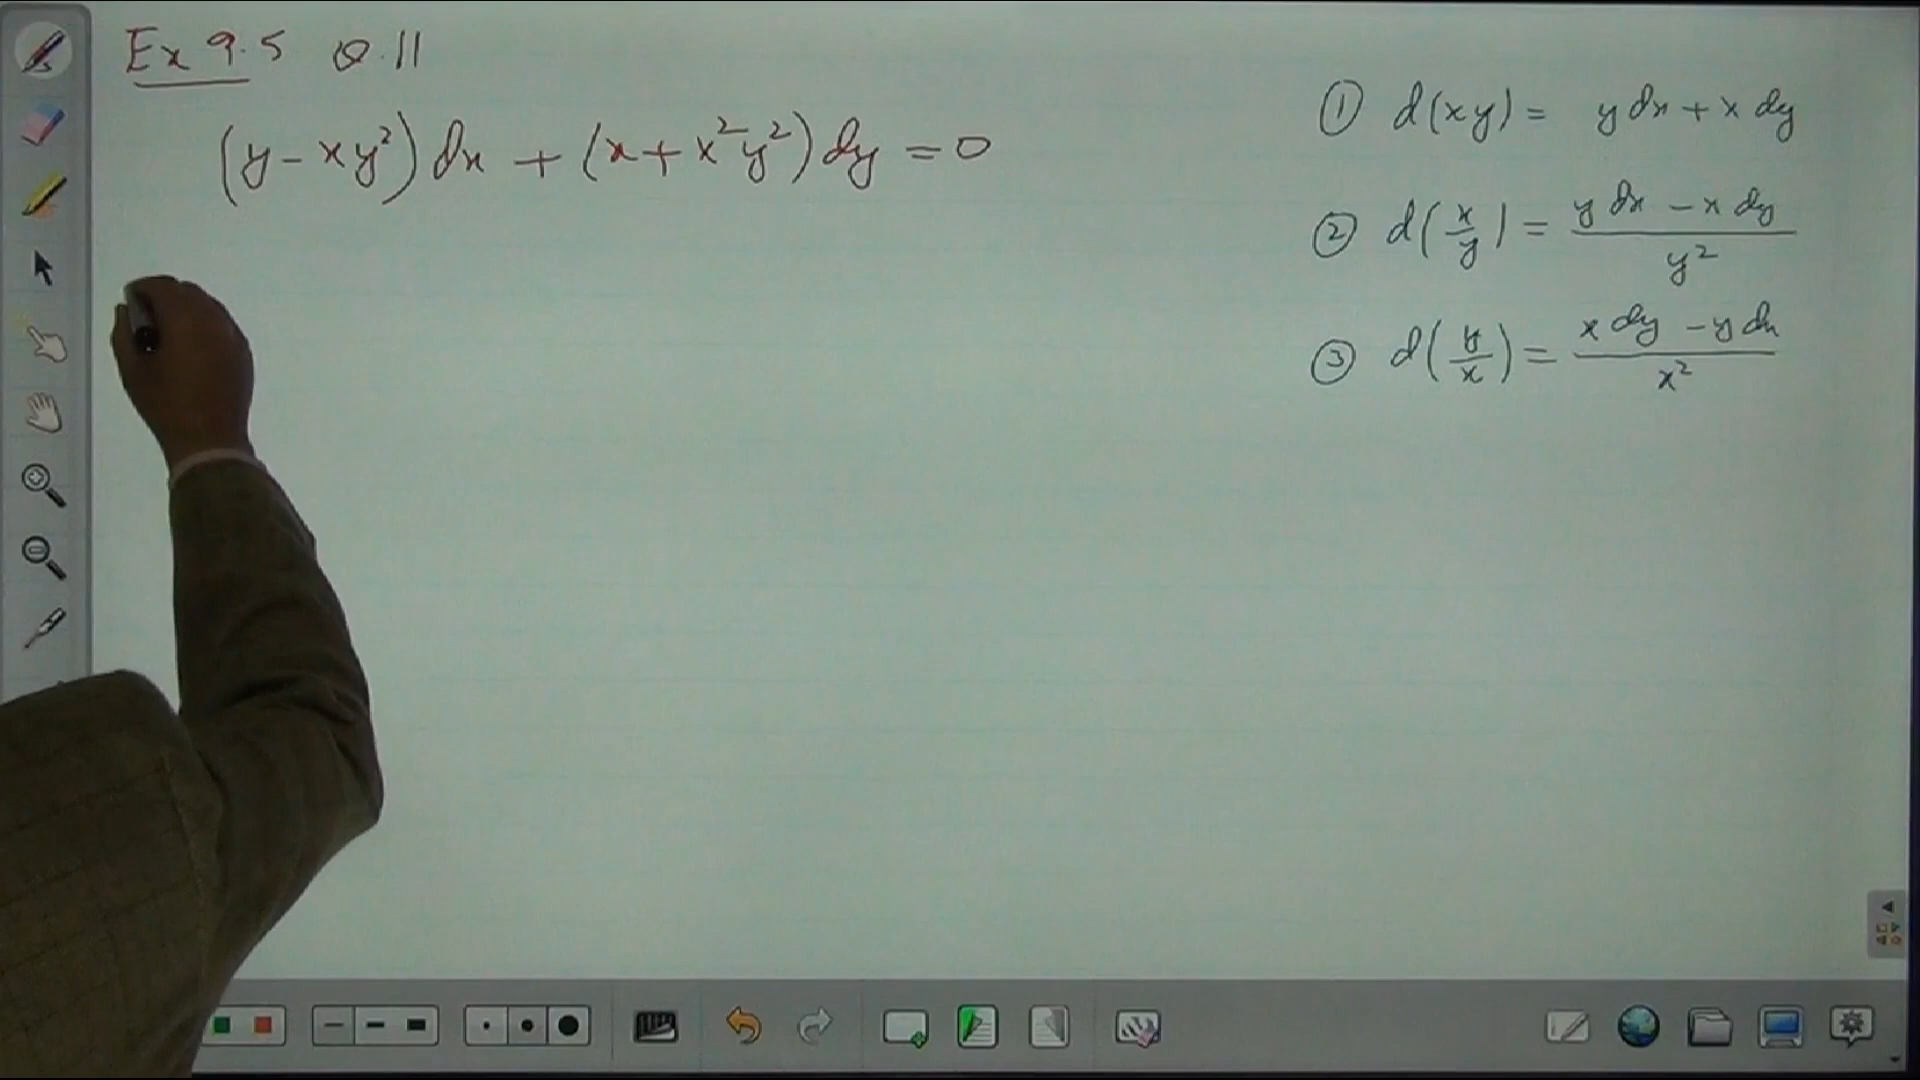 Ex 9.5 Q.11
(y - xy²) dx + (x + x²y²) dy = 0
① d(xy) = y dx + x dy
② d(x/y) = (y dx - x dy)/y²
③ d(y/x) = (x dy - y dx)/x²